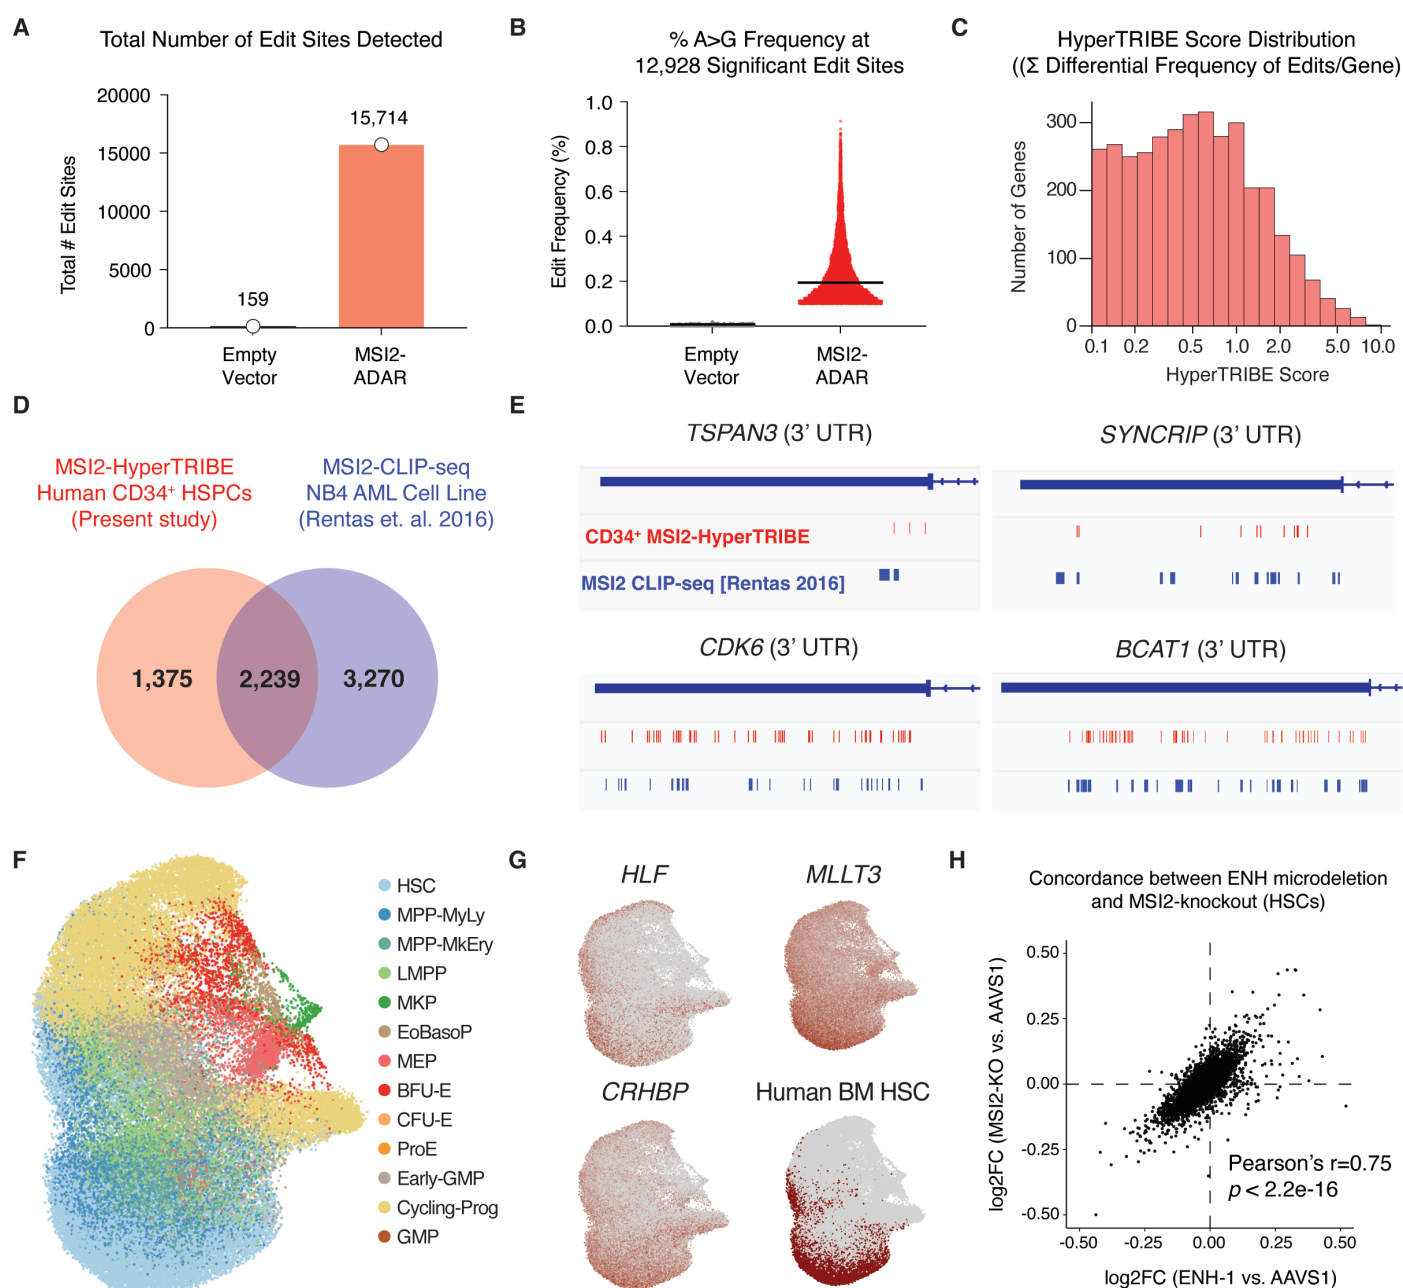 A
Total Number of Edit Sites Detected
Total # Edit Sites
20000
15000
10000
5000
0
159
15,714
Empty
Vector
MSI2-
ADAR
B
% A>G Frequency at
12,928 Significant Edit Sites
Edit Frequency (%)
1.0
0.8
0.6
0.4
0.2
0.0
Empty
Vector
MSI2-
ADAR
C
HyperTRIBE Score Distribution
((Σ Differential Frequency of Edits/Gene)
Number of Genes
300
200
100
0
0.1 0.2 0.5 1.0 2.0 5.0 10.0
HyperTRIBE Score
D
MSI2-HyperTRIBE
Human CD34⁺ HSPCs
(Present study)
MSI2-CLIP-seq
NB4 AML Cell Line
(Rentas et. al. 2016)
1,375 2,239 3,270
E
TSPAN3 (3’ UTR)
CD34⁺ MSI2-HyperTRIBE
MSI2 CLIP-seq [Rentas 2016]
SYNCRIP (3’ UTR)
CDK6 (3’ UTR)
BCAT1 (3’ UTR)
F
HSC
MPP-MyLy
MPP-MkEry
LMPP
MKP
EoBasoP
MEP
BFU-E
CFU-E
ProE
Early-GMP
Cycling-Prog
GMP
G
HLF
MLLT3
CRHBP
Human BM HSC
H
Concordance between ENH microdeletion
and MSI2-knockout (HSCs)
log2FC (MSI2-KO vs. AAVS1)
0.50
0.25
0.00
-0.25
-0.50
Pearson’s r=0.75
p < 2.2e-16
-0.50 -0.25 0.00 0.25 0.50
log2FC (ENH-1 vs. AAVS1)